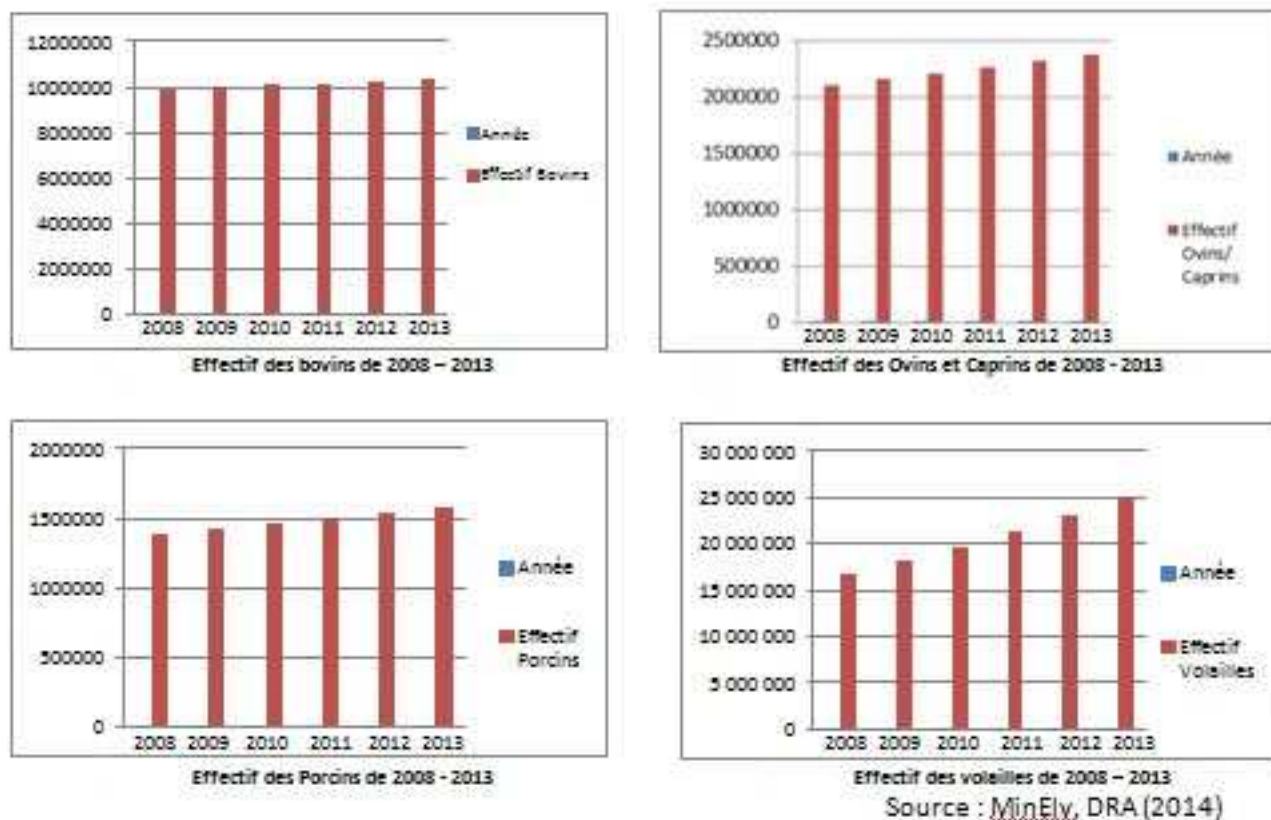 12000000
10000000
8000000
6000000
4000000
2000000
0
2008 2009 2010 2011 2012 2013
Année
Effectif Bovins
Effectif des bovins de 2008 – 2013
2500000
2000000
1500000
1000000
500000
0
2008 2009 2010 2011 2012 2013
Année
Effectif
Ovins/
Caprins
Effectif des Ovins et Caprins de 2008 - 2013
2000000
1500000
1000000
500000
0
2008 2009 2010 2011 2012 2013
Année
Effectif
Porcins
Effectif des Porcins de 2008 - 2013
30 000 000
25 000 000
20 000 000
15 000 000
10 000 000
5 000 000
0
2008 2009 2010 2011 2012 2013
Année
Effectif
Volailles
Effectif des volailles de 2008 – 2013
Source : MinElv, DRA (2014)